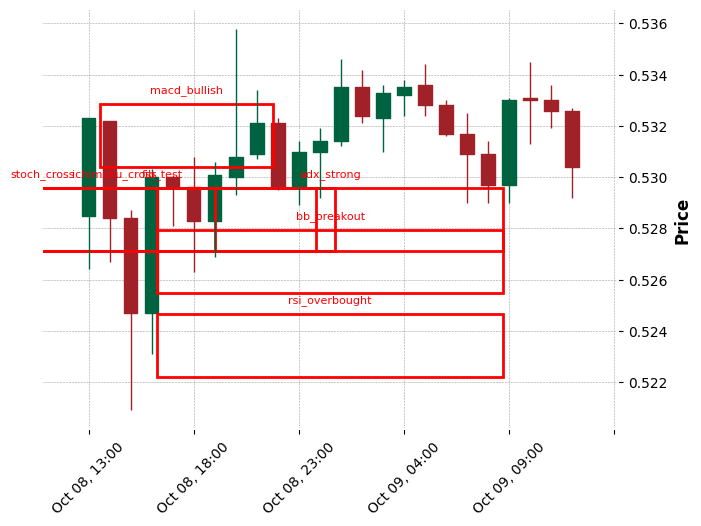 macd_bullish
stoch_cross
fib_test
adx_strong
bb_breakout
rsi_overbought
0.536
0.534
0.532
0.530
0.528
0.526
0.524
0.522
Price
Oct 08, 13:00
Oct 08, 18:00
Oct 08, 23:00
Oct 09, 04:00
Oct 09, 09:00